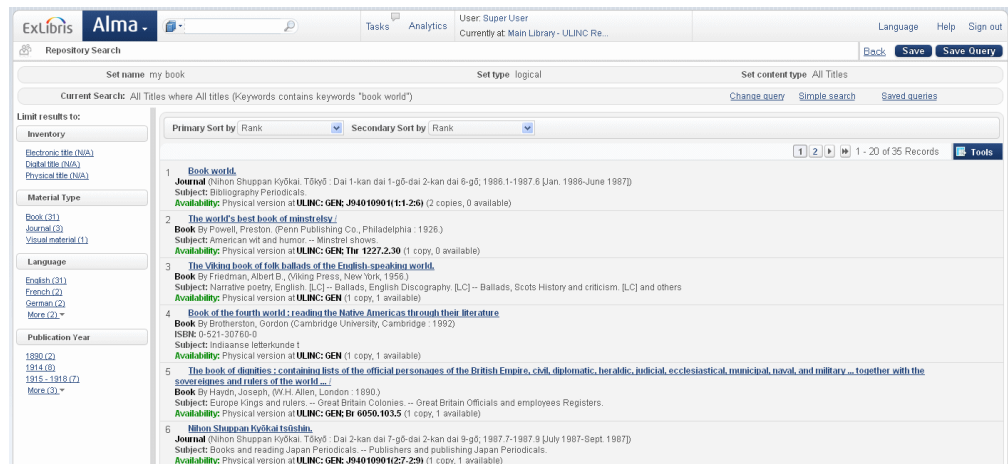 ExLibris Alma
Tasks Analytics
User: Super User
Currently at: Main Library - ULINC Re...
Language Help Sign out
Repository Search
Back Save Save Query
Set name my book Set type logical Set content type All Titles
Current Search: All Titles where All titles (Keywords contains keywords "book world") Change query Simple search Saved queries
Limit results to:
Inventory
Electronic title (N/A)
Digital title (N/A)
Physical title (N/A)
Material Type
Book (31)
Journal (3)
Visual material (1)
Language
English (31)
French (2)
German (2)
More (2)
Publication Year
1890 (2)
1914 (8)
1915 - 1918 (7)
More (3)
Primary Sort by Rank Secondary Sort by Rank
1 2 1 - 20 of 35 Records Tools
1 Book world.
Journal (Nihon Shuppan Kyōkai. Tōkyō : Dai 1-kan dai 1-gō-dai 2-kan dai 6-gō; 1986.1-1987.6 [Jan. 1986-June 1987])
Subject: Bibliography Periodicals.
Availability: Physical version at ULINC: GEN; J94010901(1:1-2:6) (2 copies, 0 available)
2 The world's best book of minstrelsy /
Book By Powell, Preston. (Penn Publishing Co., Philadelphia : 1926.)
Subject: American wit and humor. -- Minstrel shows.
Availability: Physical version at ULINC: GEN; Thr 1227.2.30 (1 copy, 0 available)
3 The Viking book of folk ballads of the English-speaking world.
Book By Friedman, Albert B., (Viking Press, New York, 1956.)
Subject: Narrative poetry, English. [LC] -- Ballads, English Discography. [LC] -- Ballads, Scots History and criticism. [LC] and others
Availability: Physical version at ULINC: GEN (1 copy, 1 available)
4 Book of the fourth world : reading the Native Americas through their literature
Book By Brotherston, Gordon (Cambridge University, Cambridge : 1992)
ISBN: 0-521-30760-0
Subject: Indiaanse letterkunde t
Availability: Physical version at ULINC: GEN (1 copy, 1 available)
5 The book of dignities : containing lists of the official personages of the British Empire, civil, diplomatic, heraldic, judicial, ecclesiastical, municipal, naval, and military ... together with the
sovereignes and rulers of the world ... /
Book By Haydn, Joseph, (W.H. Allen, London : 1890.)
Subject: Europe Kings and rulers. -- Great Britain Colonies. -- Great Britain Officials and employees Registers.
Availability: Physical version at ULINC: GEN; Br 6050.103.5 (1 copy, 1 available)
6 Nihon Shuppan Kyōkai tsūshin.
Journal (Nihon Shuppan Kyōkai. Tōkyō : Dai 2-kan dai 7-gō-dai 2-kan dai 9-gō; 1987.7-1987.9 [July 1987-Sept. 1987])
Subject: Books and reading Japan Periodicals. -- Publishers and publishing Japan Periodicals.
Availability: Physical version at ULINC: GEN; J94010901(2:7-2:9) (1 copy, 1 available)